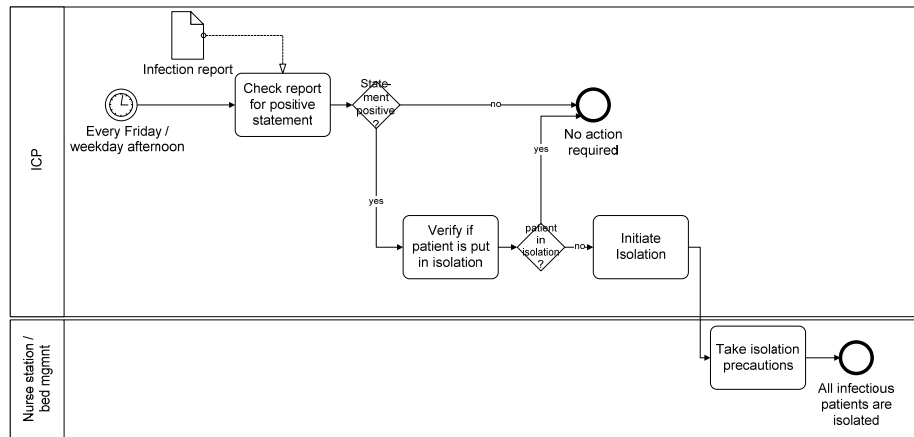 ICP
Infection report
Every Friday /
weekday afternoon
Check report
for positive
statement
State-
ment
positive
?
no
No action
required
yes
yes
Verify if
patient is put
in isolation
patient
in
isolation
?
no
Initiate
Isolation
Nurse station /
bed mgmnt
Take isolation
precautions
All infectious
patients are
isolated